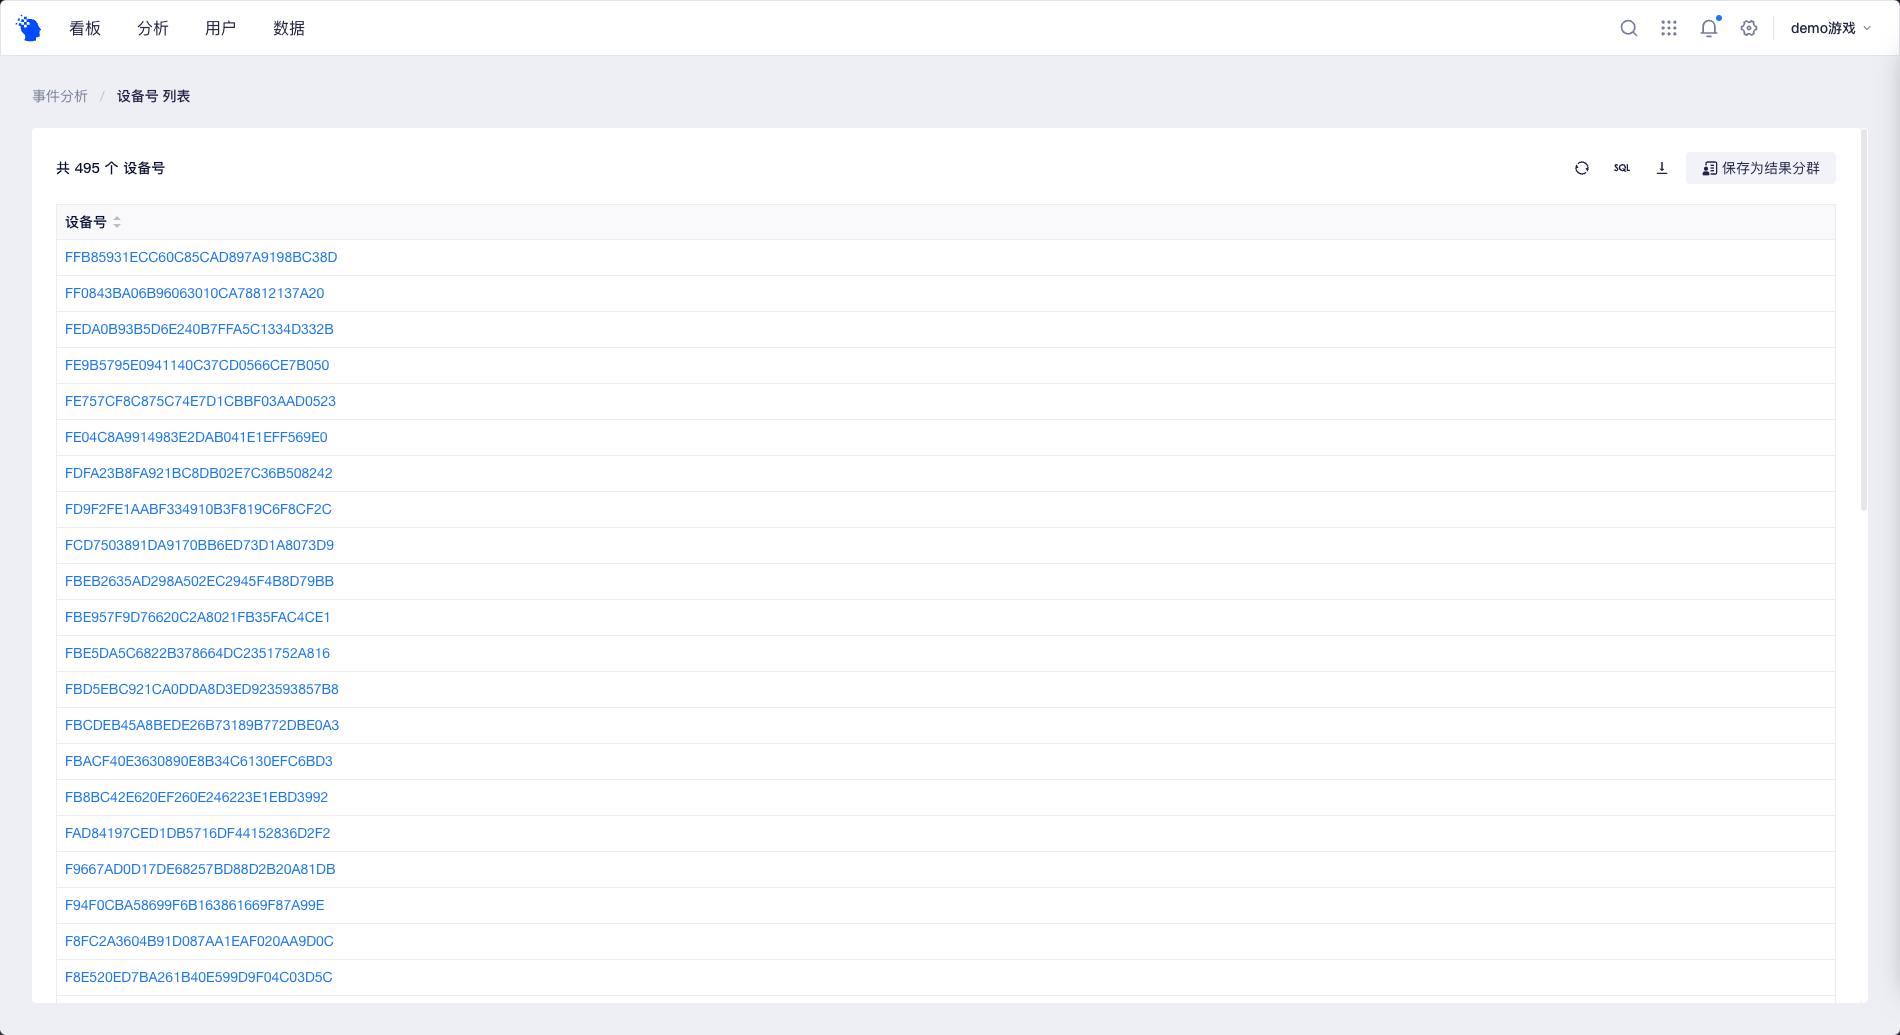 看板 分析 用户 数据 demo游戏
事件分析 / 设备号 列表
共 495 个 设备号 SQL 保存为结果分群
设备号
FFB85931ECC60C85CAD897A9198BC38D
FF0843BA06B96063010CA78812137A20
FEDA0B93B5D6E240B7FFA5C1334D332B
FE9B5795E0941140C37CD0566CE7B050
FE757CF8C875C74E7D1CBBF03AAD0523
FE04C8A9914983E2DAB041E1EFF569E0
FDFA23B8FA921BC8DB02E7C36B508242
FD9F2FE1AABF334910B3F819C6F8CF2C
FCD7503891DA9170BB6ED73D1A8073D9
FBEB2635AD298A502EC2945F4B8D79BB
FBE957F9D76620C2A8021FB35FAC4CE1
FBE5DA5C6822B378664DC2351752A816
FBD5EBC921CA0DDA8D3ED923593857B8
FBCDEB45A8BEDE26B73189B772DBE0A3
FBACF40E3630890E8B34C6130EFC6BD3
FB8BC42E620EF260E246223E1EBD3992
FAD84197CED1DB5716DF44152836D2F2
F9667AD0D17DE68257BD88D2B20A81DB
F94F0CBA58699F6B163861669F87A99E
F8FC2A3604B91D087AA1EAF020AA9D0C
F8E520ED7BA261B40E599D9F04C03D5C